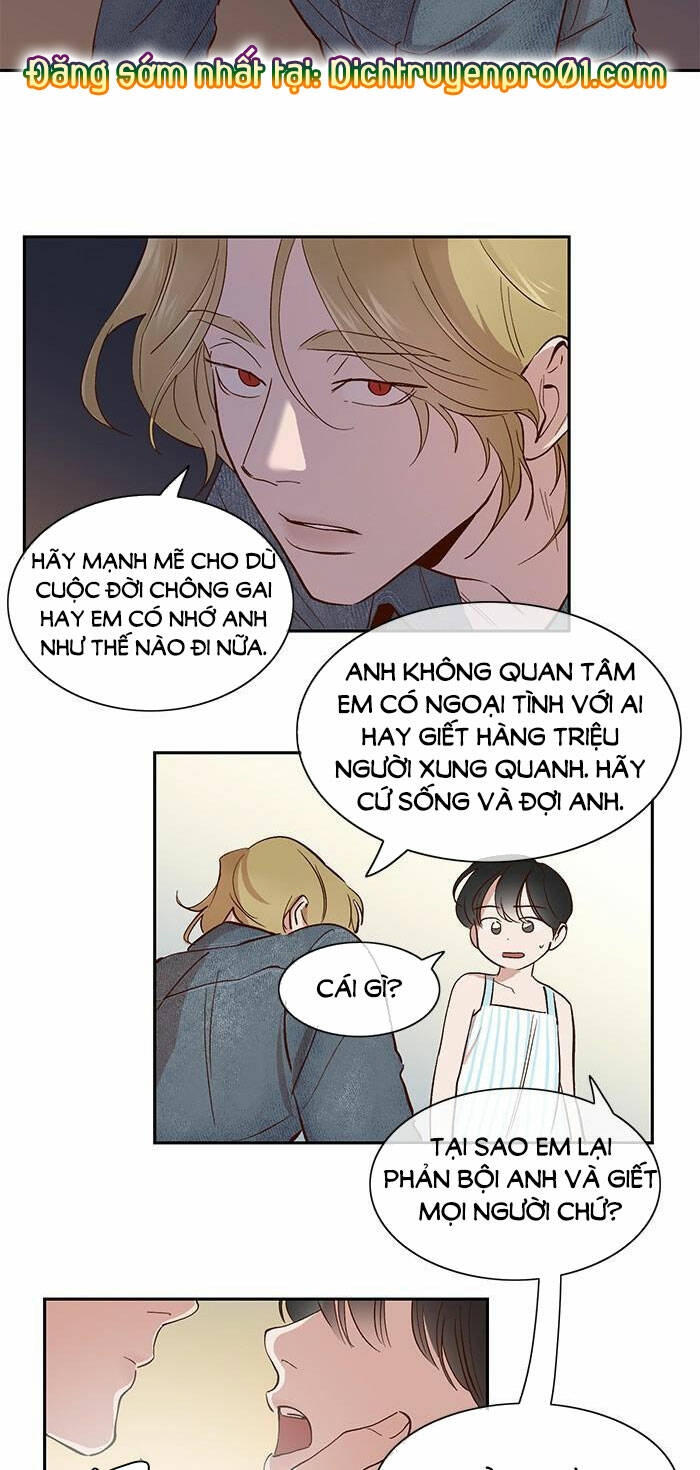 Đăng sớm nhất tại: Dichtruyenpro01.com
HÃY MẠNH MẼ CHO DÙ
CUỘC ĐỜI CHÔNG GAI
HAY EM CÓ NHỚ ANH
NHƯ THẾ NÀO ĐI NỮA.
ANH KHÔNG QUAN TÂM
EM CÓ NGOẠI TÌNH VỚI AI
HAY GIẾT HÀNG TRIỆU
NGƯỜI XUNG QUANH. HÃY
CỨ SỐNG VÀ ĐỢI ANH.
CÁI GÌ?
TẠI SAO EM LẠI
PHẢN BỘI ANH VÀ GIẾT
MỌI NGƯỜI CHỨ?